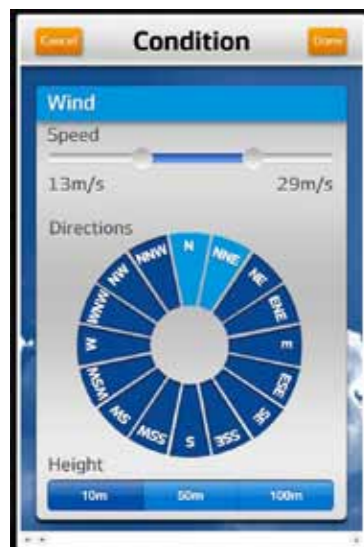 Cancel Condition Done
Wind
Speed
13m/s 29m/s
Directions
N
NNE
NE
ENE
E
ESE
SE
SSE
S
SSW
SW
WSW
W
WNW
NW
NNW
Height
10m 50m 100m